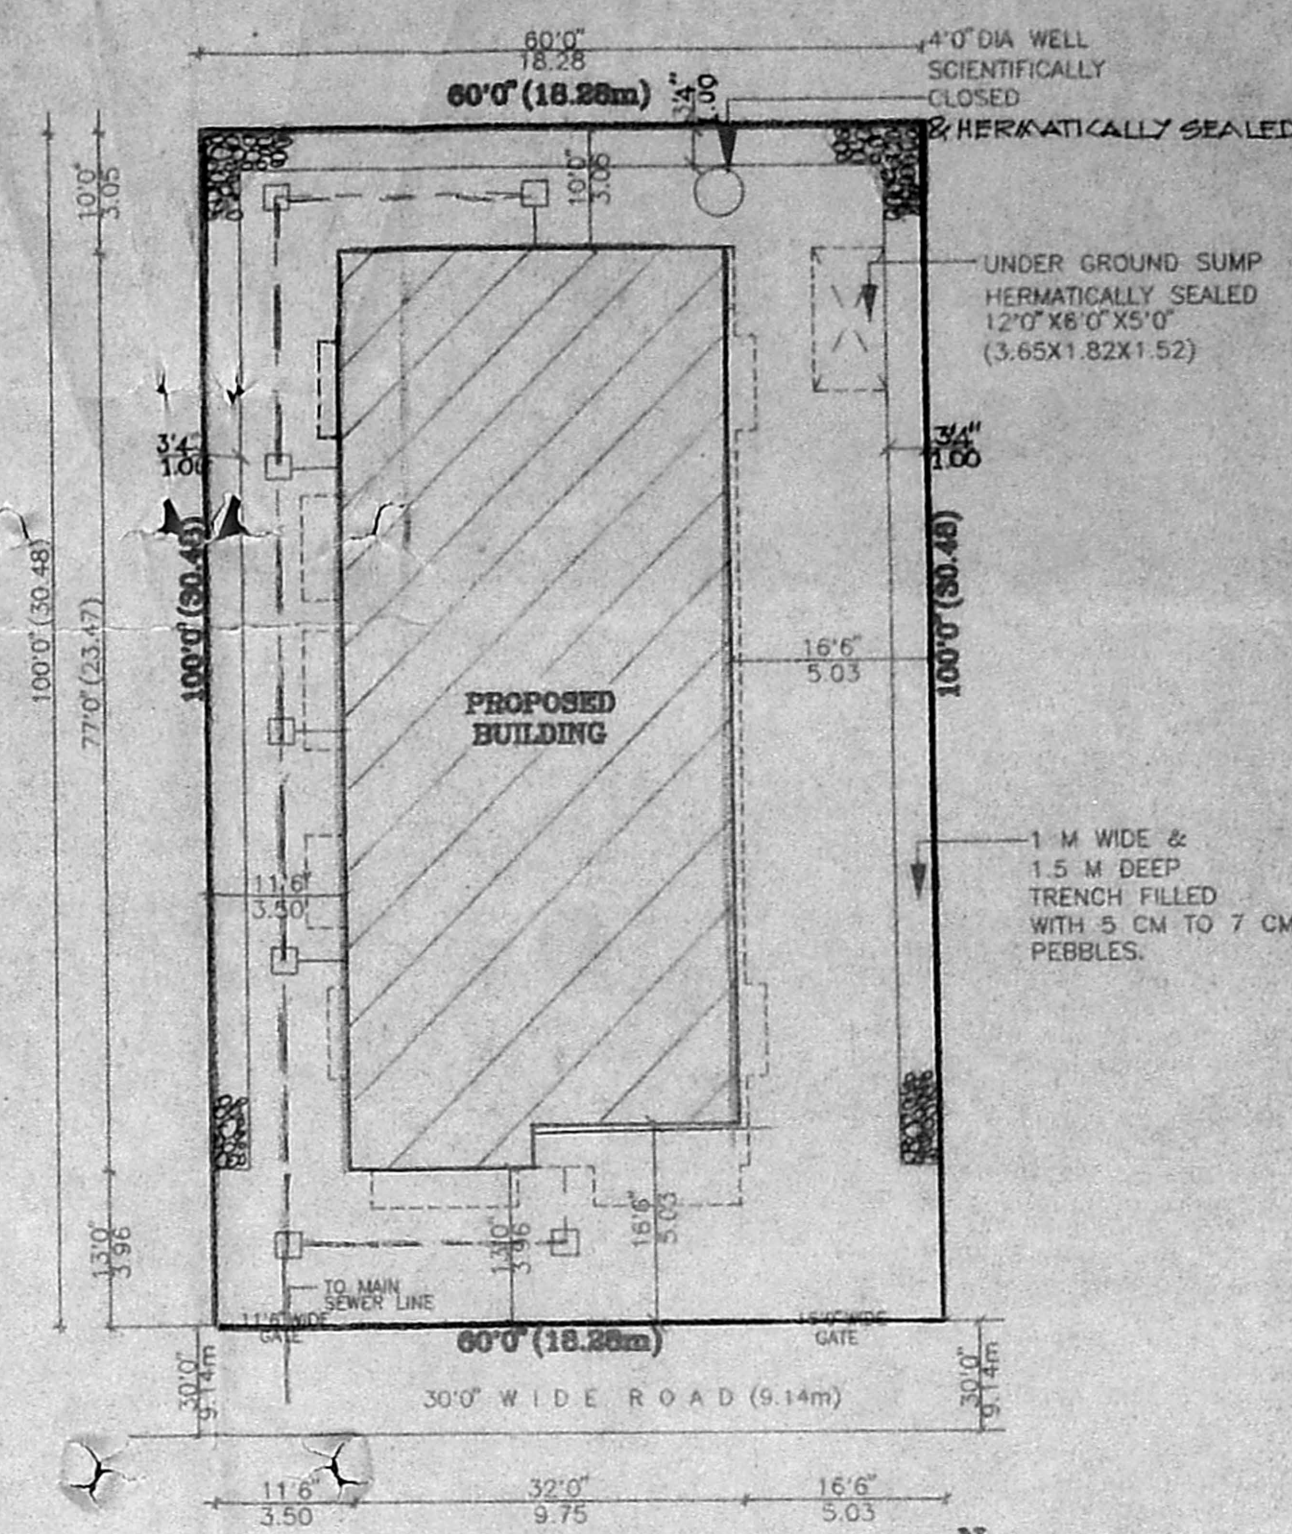 60'0"
18.28
60'0" (18.28m)
3'4"
1.00
4'0" DIA WELL
SCIENTIFICALLY
CLOSED
& HERMATICALLY SEALED
10'0"
3.05
10'0"
3.05
UNDER GROUND SUMP
HERMATICALLY SEALED
12'0"X6'0"X5'0"
(3.65X1.82X1.52)
3'4"
1.00
3'4"
1.00
100'0" (30.48)
77'0" (23.47)
100'0" (30.48)
100'0" (30.48)
16'6"
5.03
PROPOSED
BUILDING
1 M WIDE &
1.5 M DEEP
TRENCH FILLED
WITH 5 CM TO 7 CM
PEBBLES.
11'6"
3.50
13'0"
3.96
13'0"
3.96
16'6"
5.03
TO MAIN
SEWER LINE
11'6" WIDE
GATE
60'0" (18.28m)
WIDE
GATE
30'0"
9.14m
30'0" WIDE ROAD (9.14m)
30'0"
9.14m
11'6"
3.50
32'0"
9.75
16'6"
5.03